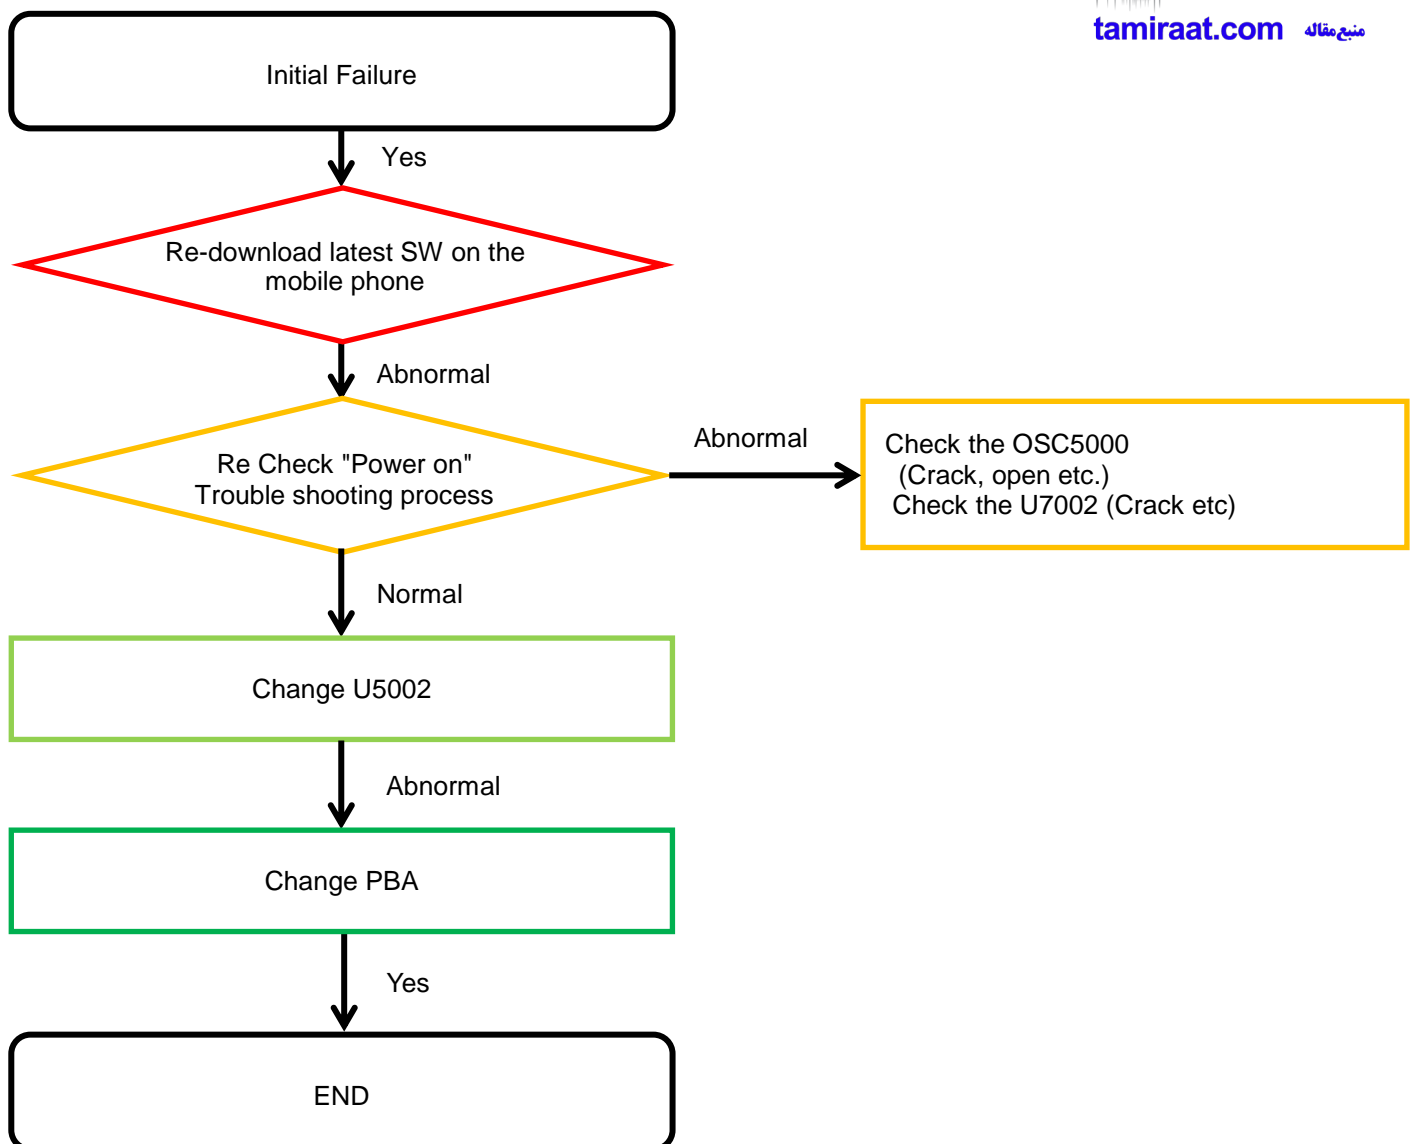 tamiraat.com منبع مقاله
Initial Failure
Yes
Re-download latest SW on the
mobile phone
Abnormal
Re Check "Power on"
Trouble shooting process
Abnormal
Check the OSC5000
(Crack, open etc.)
Check the U7002 (Crack etc)
Normal
Change U5002
Abnormal
Change PBA
Yes
END